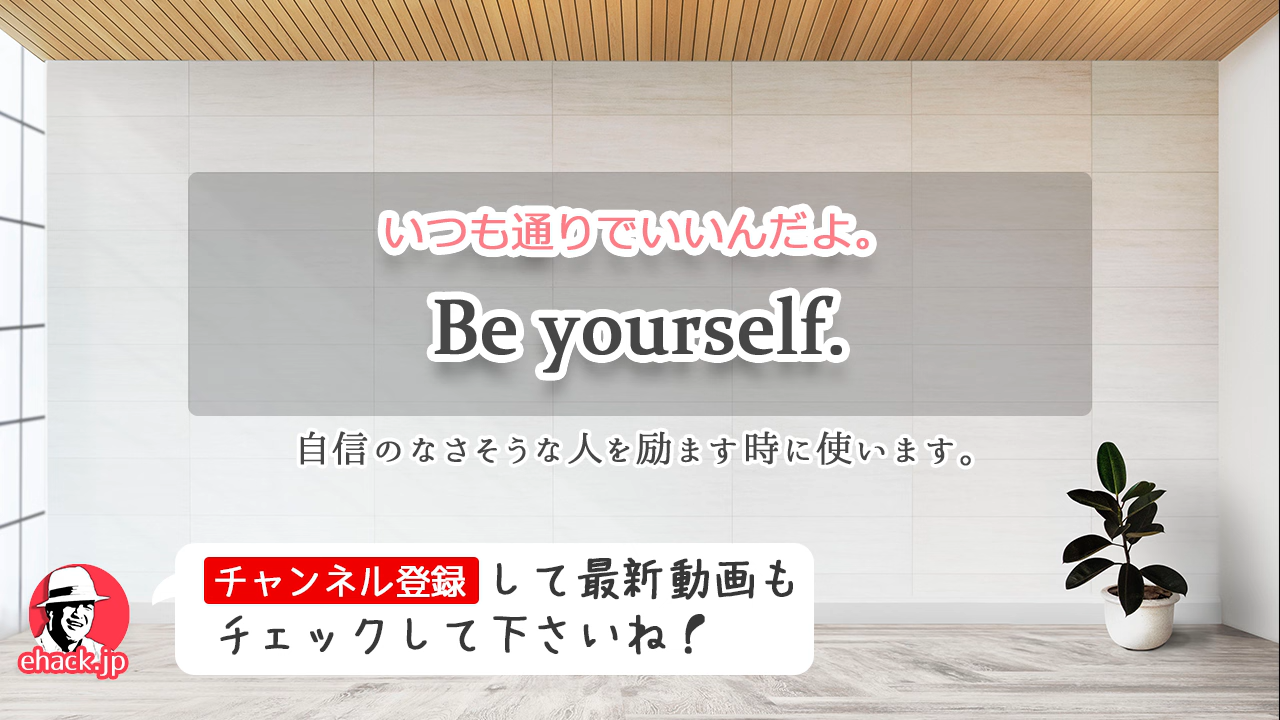 いつも通りでいいんだよ。
Be yourself.
自信のなさそうな人を励ます時に使います。
チャンネル登録 して最新動画も
チェックして下さいね！
ehack.jp